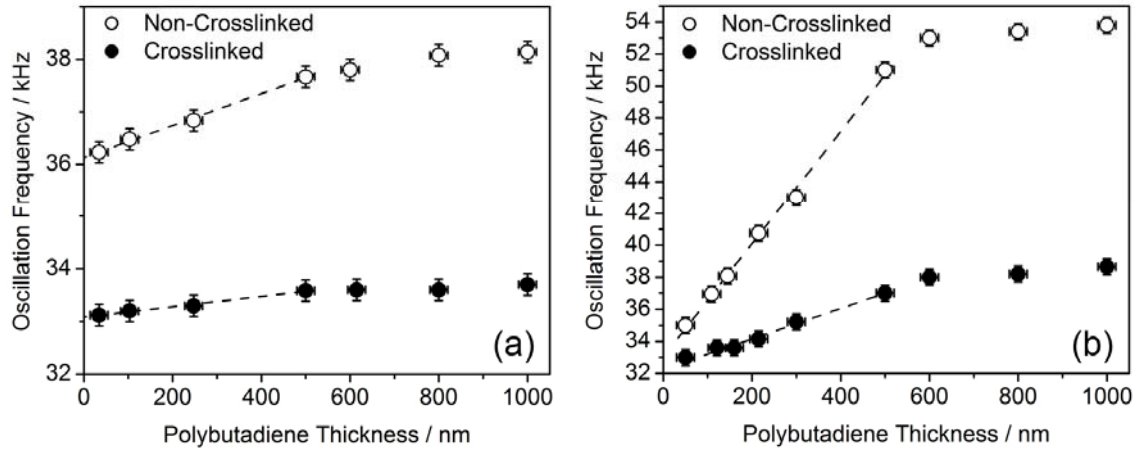 Non-Crosslinked
Crosslinked
38
36
34
32
0 200 400 600 800 1000
Oscillation Frequency / kHz
Polybutadiene Thickness / nm
(a)
Non-Crosslinked
Crosslinked
54
52
50
48
46
44
42
40
38
36
34
32
0 200 400 600 800 1000
Oscillation Frequency / kHz
Polybutadiene Thickness / nm
(b)